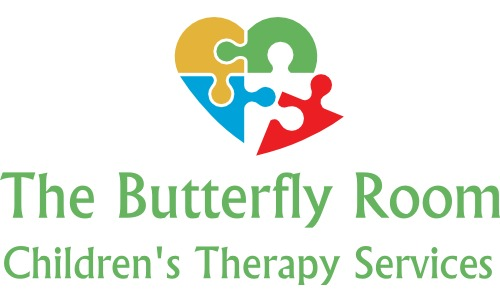 The Butterfly Room
Children's Therapy Services